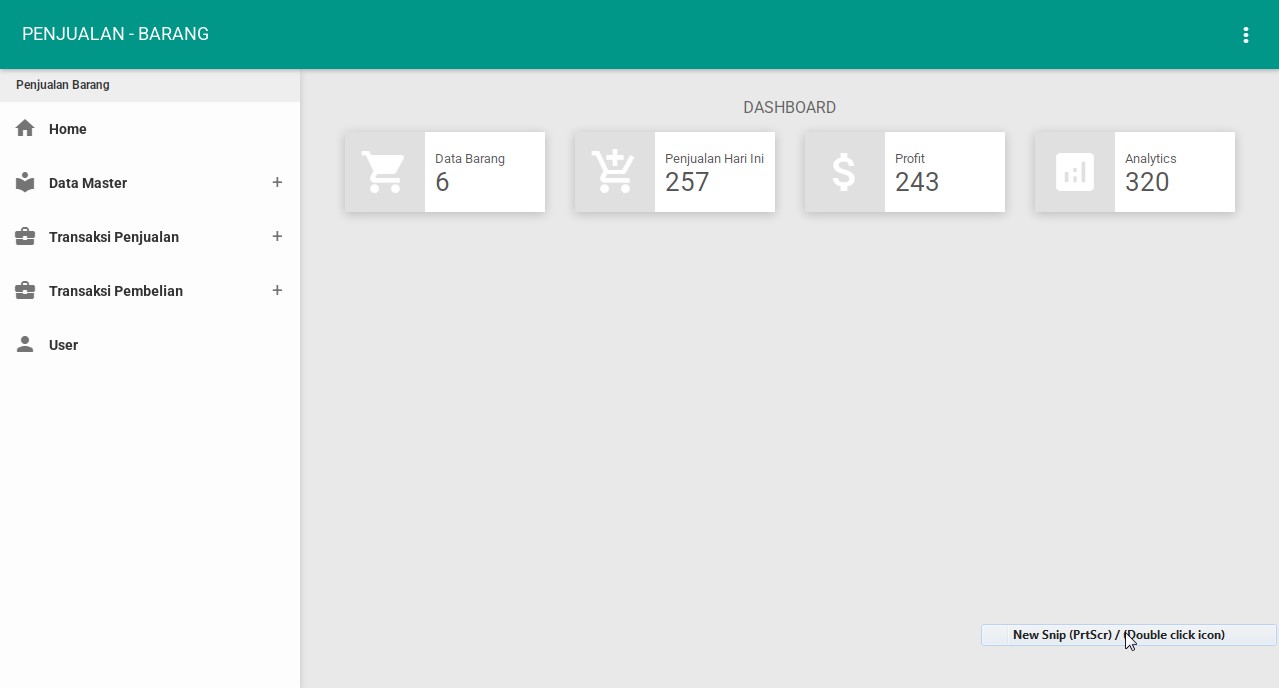 PENJUALAN - BARANG
Penjualan Barang
Home
Data Master +
Transaksi Penjualan +
Transaksi Pembelian +
User
DASHBOARD
Data Barang
6
Penjualan Hari Ini
257
Profit
243
Analytics
320
New Snip (PrtScr) / (Double click icon)